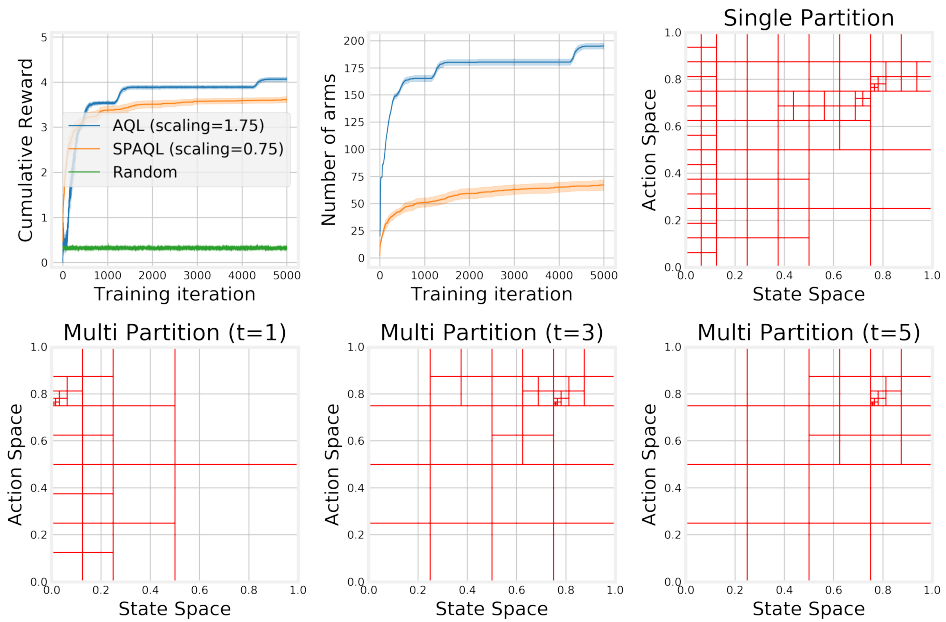 Cumulative Reward
5
4
3
2
1
0
AQL (scaling=1.75)
SPAQL (scaling=0.75)
Random
0 1000 2000 3000 4000 5000
Training iteration
Number of arms
200
175
150
125
100
75
50
25
0
0 1000 2000 3000 4000 5000
Training iteration
Single Partition
Action Space
1.0
0.8
0.6
0.4
0.2
0.0
0.0 0.2 0.4 0.6 0.8 1.0
State Space
Multi Partition (t=1)
Action Space
1.0
0.8
0.6
0.4
0.2
0.0
0.0 0.2 0.4 0.6 0.8 1.0
State Space
Multi Partition (t=3)
Action Space
1.0
0.8
0.6
0.4
0.2
0.0
0.0 0.2 0.4 0.6 0.8 1.0
State Space
Multi Partition (t=5)
Action Space
1.0
0.8
0.6
0.4
0.2
0.0
0.0 0.2 0.4 0.6 0.8 1.0
State Space